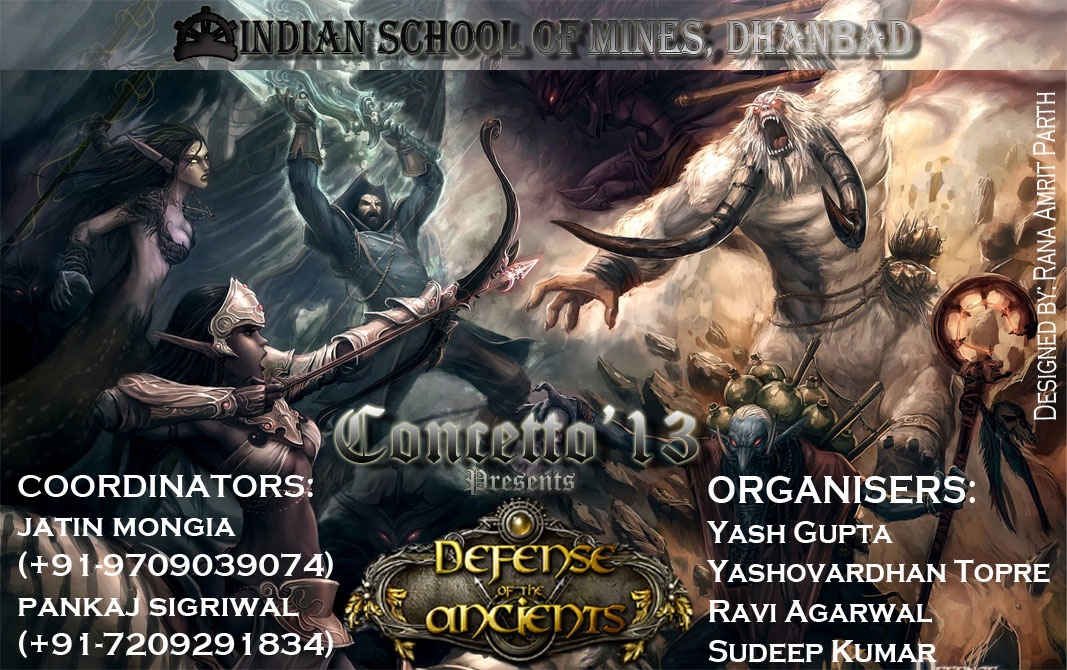 INDIAN SCHOOL OF MINES, DHANBAD
DESIGNED BY: RANA AMRIT PARTH
Concetto'13
Presents
DEFENSE
OF THE
ANCIENTS
COORDINATORS:
JATIN MONGIA
(+91-9709039074)
PANKAJ SIGRIWAL
(+91-7209291834)
ORGANISERS:
YASH GUPTA
YASHOVARDHAN TOPRE
RAVI AGARWAL
SUDEEP KUMAR